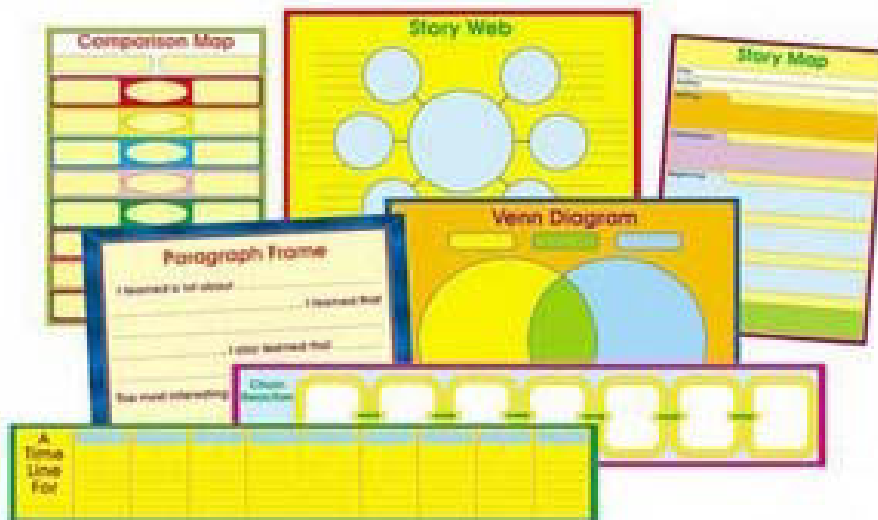 Comparison Map
Story Web
Story Map
Venn Diagram
Paragraph Frame
I learned a lot about
. I learned that
. I also learned that
The most interesting
Chain
Reaction
A
Time
Line
For